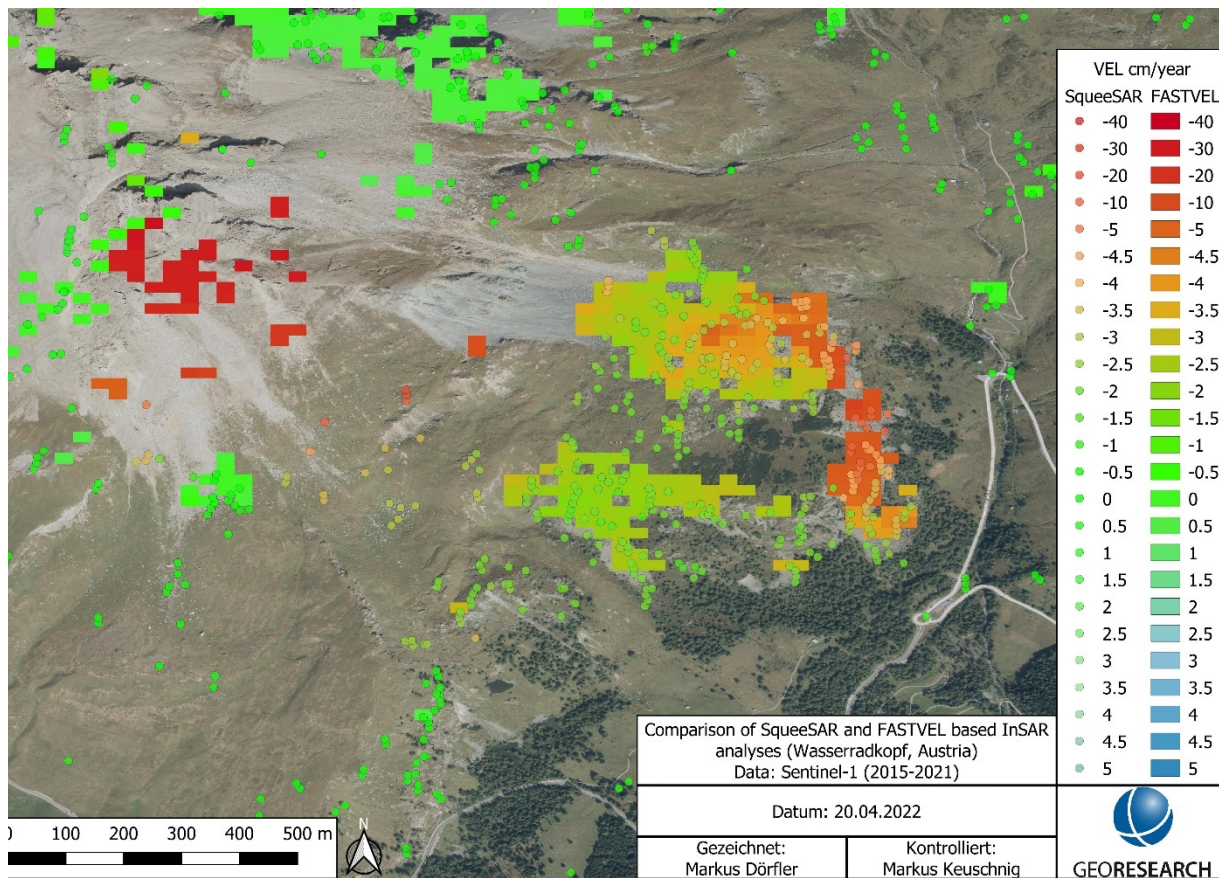 VEL cm/year
SqueeSAR FASTVEL
-40 -40
-30 -30
-20 -20
-10 -10
-5 -5
-4.5 -4.5
-4 -4
-3.5 -3.5
-3 -3
-2.5 -2.5
-2 -2
-1.5 -1.5
-1 -1
-0.5 -0.5
0 0
0.5 0.5
1 1
1.5 1.5
2 2
2.5 2.5
3 3
3.5 3.5
4 4
4.5 4.5
5 5
Comparison of SqueeSAR and FASTVEL based InSAR
analyses (Wasserradkopf, Austria)
Data: Sentinel-1 (2015-2021)
Datum: 20.04.2022
Gezeichnet:
Markus Dörfler
Kontrolliert:
Markus Keuschnig
GEORESEARCH
0 100 200 300 400 500 m
N